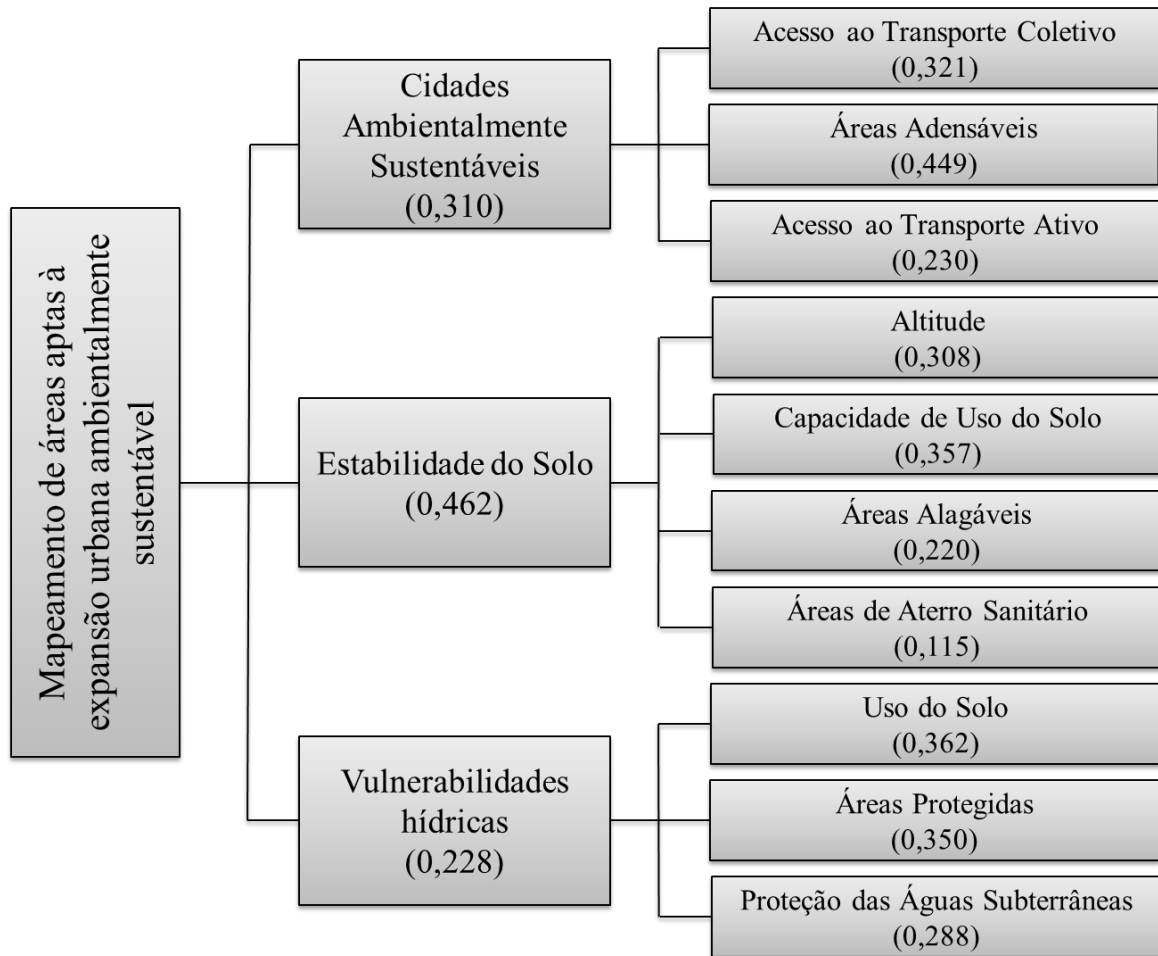 Mapeamento de áreas aptas à
expansão urbana ambientalmente
sustentável
Cidades
Ambientalmente
Sustentáveis
(0,310)
Acesso ao Transporte Coletivo
(0,321)
Áreas Adensáveis
(0,449)
Acesso ao Transporte Ativo
(0,230)
Estabilidade do Solo
(0,462)
Altitude
(0,308)
Capacidade de Uso do Solo
(0,357)
Áreas Alagáveis
(0,220)
Áreas de Aterro Sanitário
(0,115)
Vulnerabilidades
hídricas
(0,228)
Uso do Solo
(0,362)
Áreas Protegidas
(0,350)
Proteção das Águas Subterrâneas
(0,288)